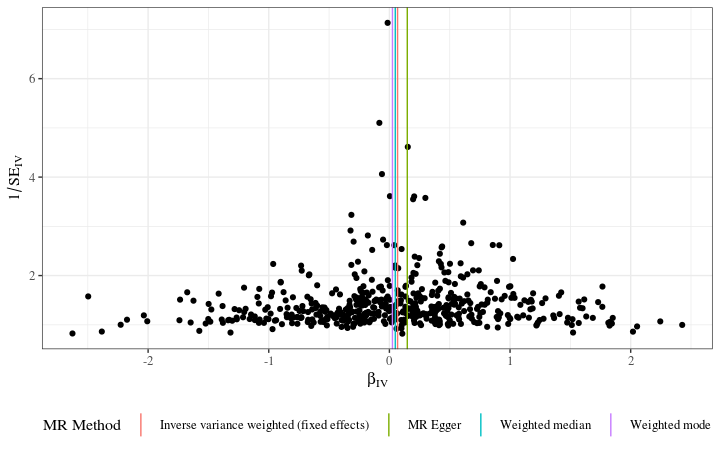 6
4
2
1/SE_IV
-2
-1
0
1
2
β_IV
MR Method
Inverse variance weighted (fixed effects)
MR Egger
Weighted median
Weighted mode